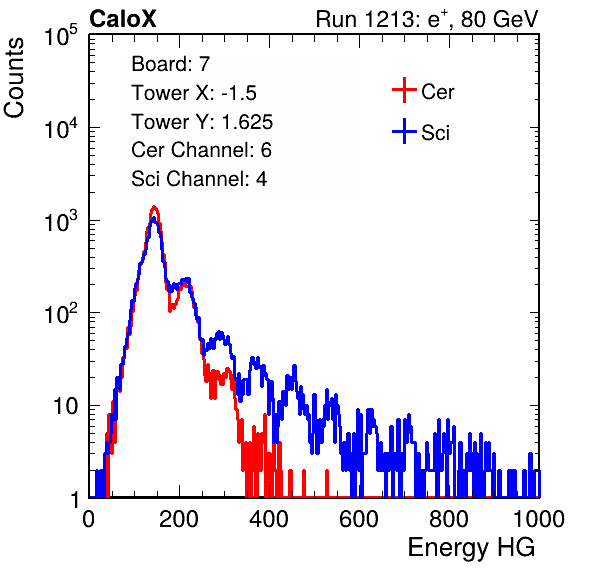 CaloX Run 1213: e⁺, 80 GeV
Counts
Board: 7
Tower X: -1.5
Tower Y: 1.625
Cer Channel: 6
Sci Channel: 4
Cer
Sci
10⁵
10⁴
10³
10²
10
1
0 200 400 600 800 1000
Energy HG